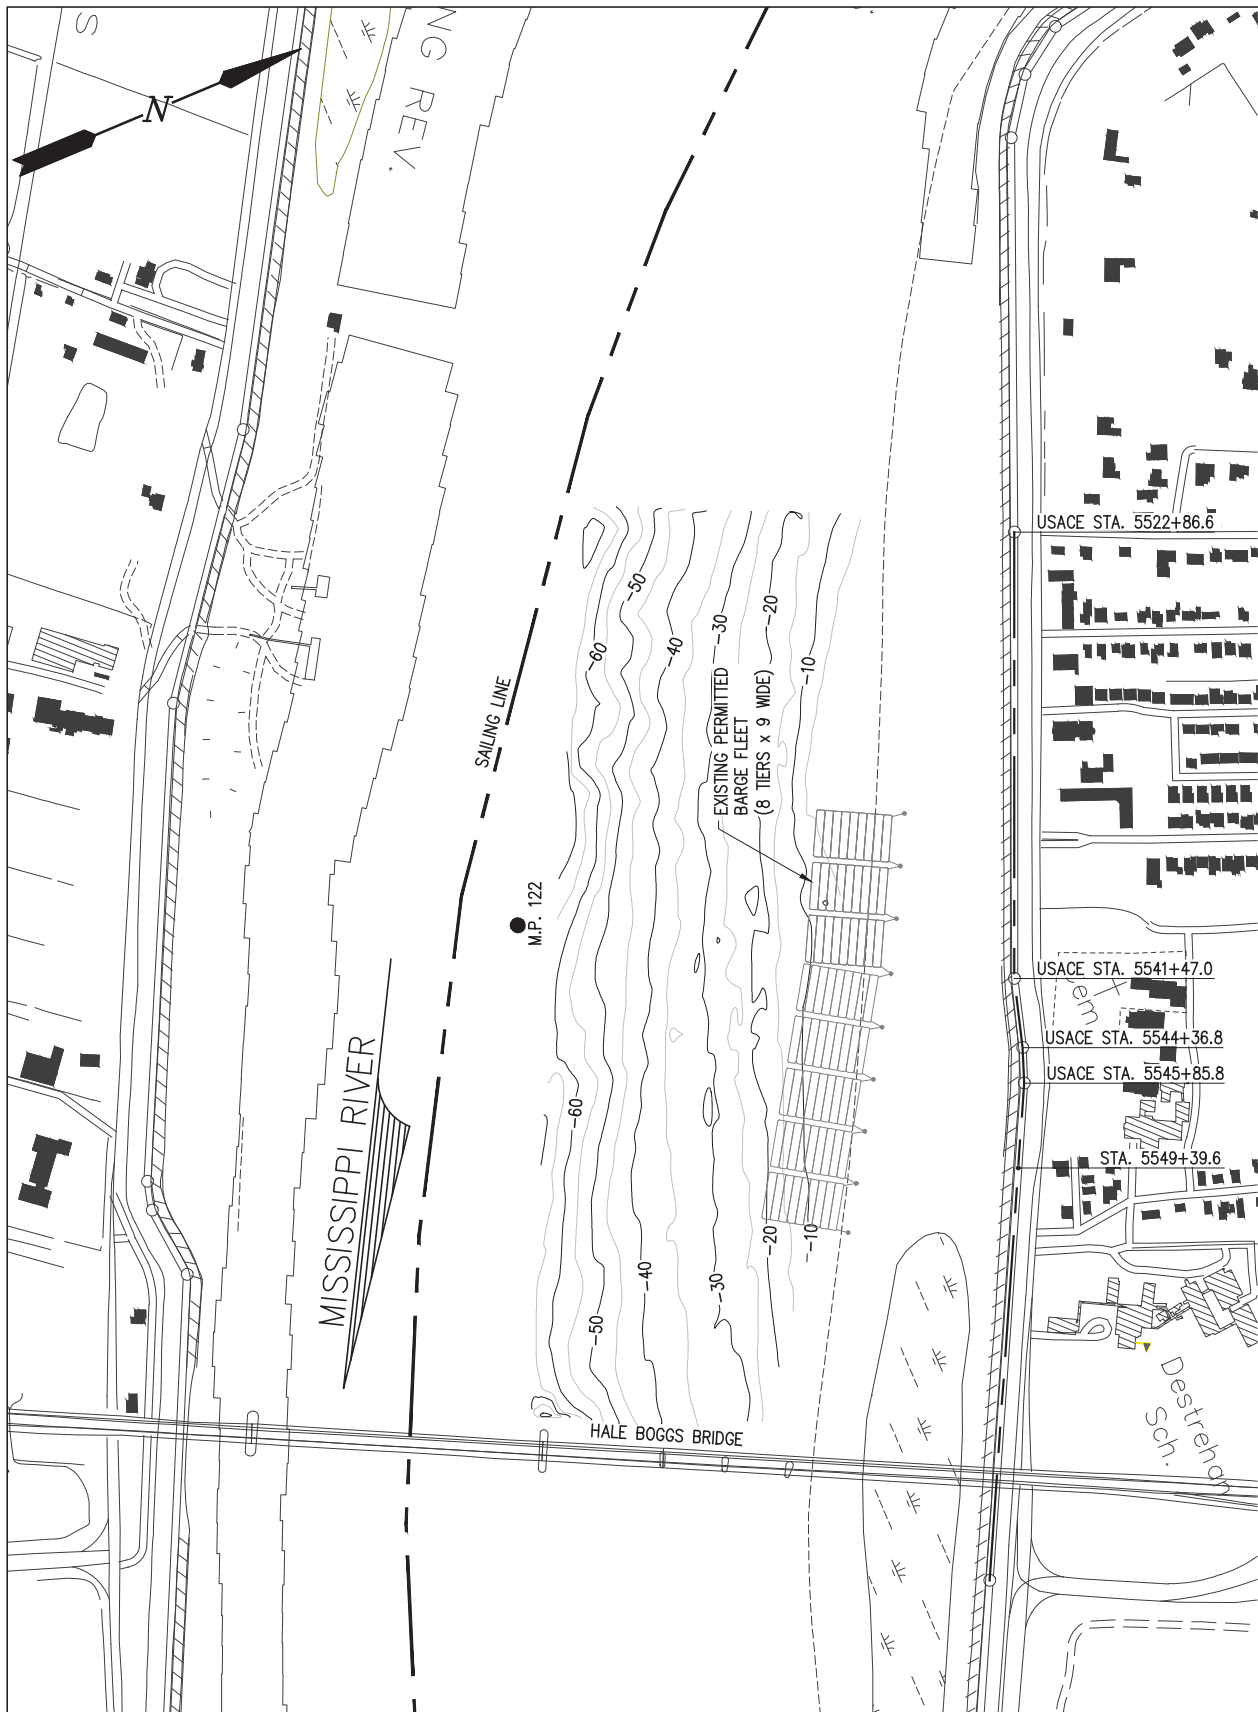 S
NG REV.
N
USACE STA. 5522+86.6
-50
-60
-40
-30
-20
-10
EXISTING PERMITTED
BARGE FLEET
(8 TIERS x 9 WIDE)
SAILING LINE
M.P. 122
USACE STA. 5541+47.0
Cem
USACE STA. 5544+36.8
USACE STA. 5545+85.8
MISSISSIPPI RIVER
-60
STA. 5549+39.6
-20
-10
-40
-30
-50
Destrehan
Sch.
HALE BOGGS BRIDGE